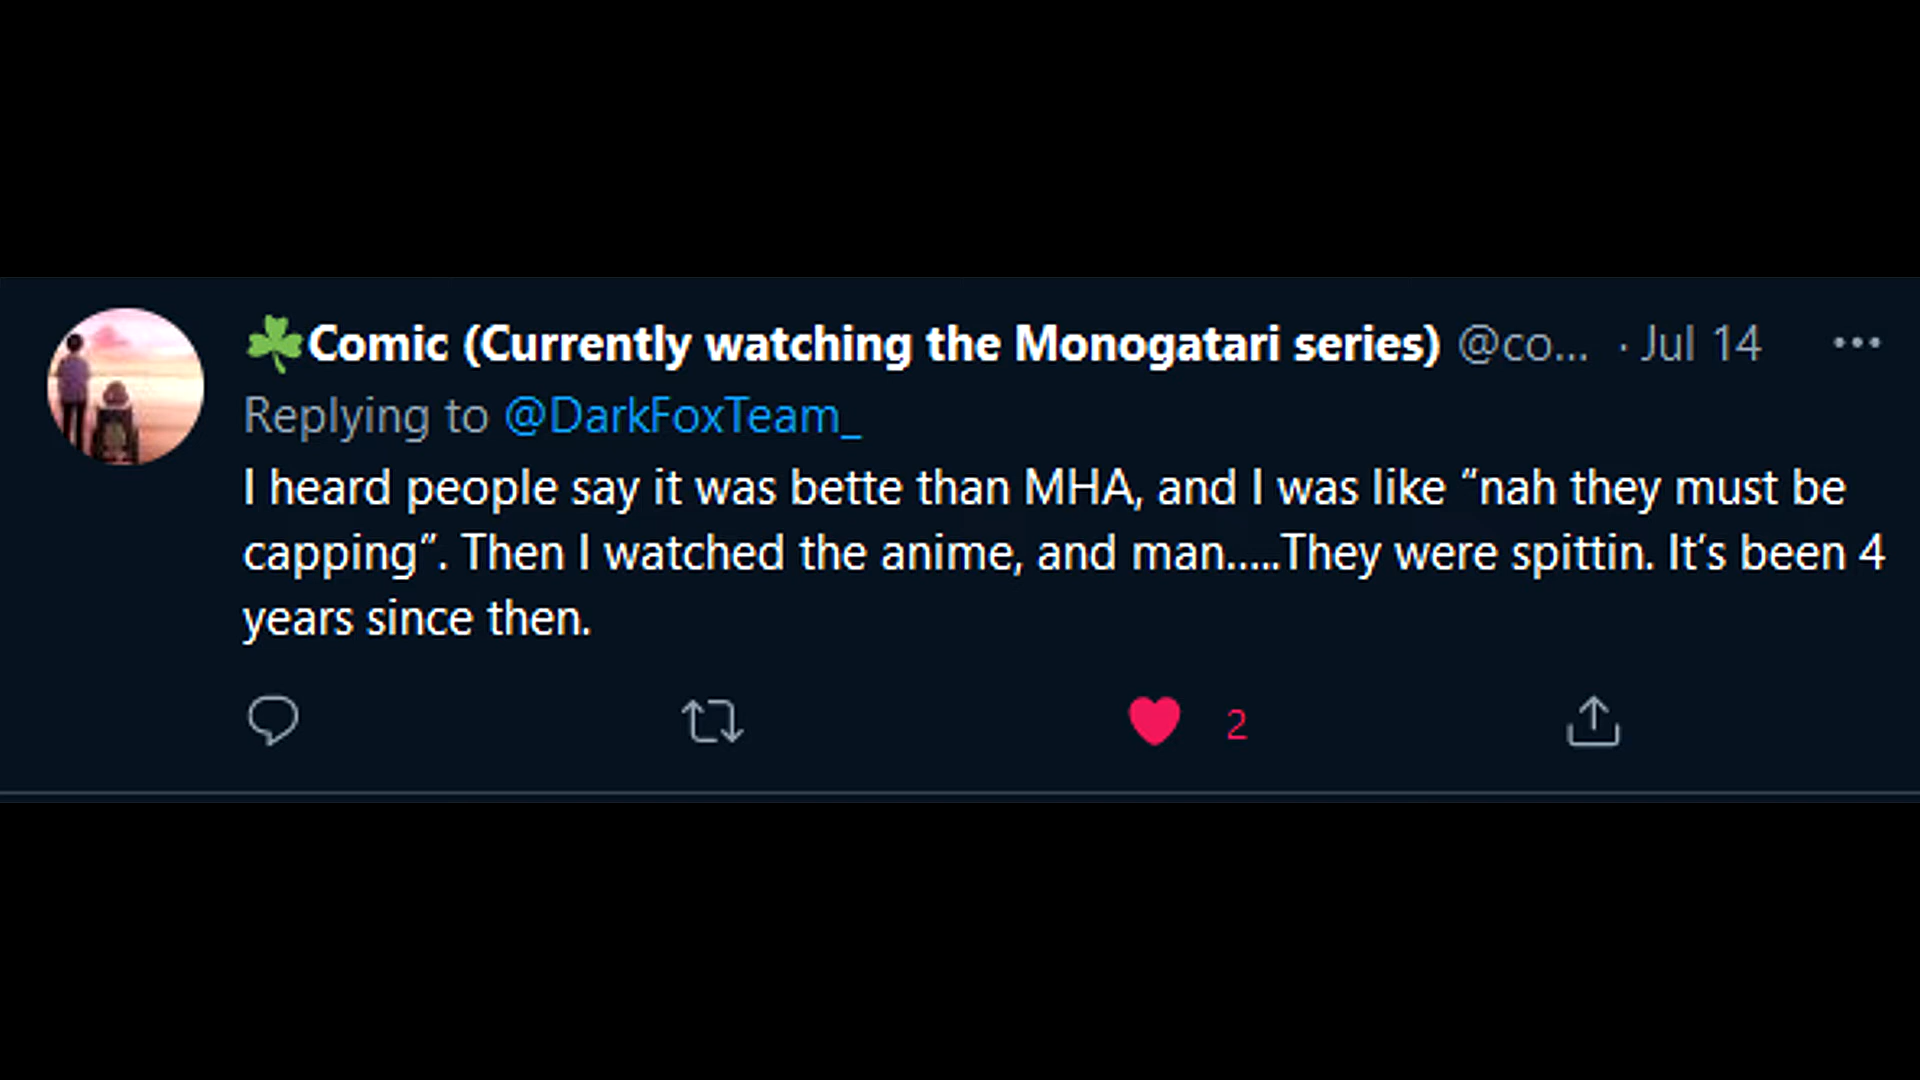 ☘Comic (Currently watching the Monogatari series) @co... · Jul 14
Replying to @DarkFoxTeam_
I heard people say it was bette than MHA, and I was like “nah they must be
capping”. Then I watched the anime, and man.....They were spittin. It’s been 4
years since then.
2